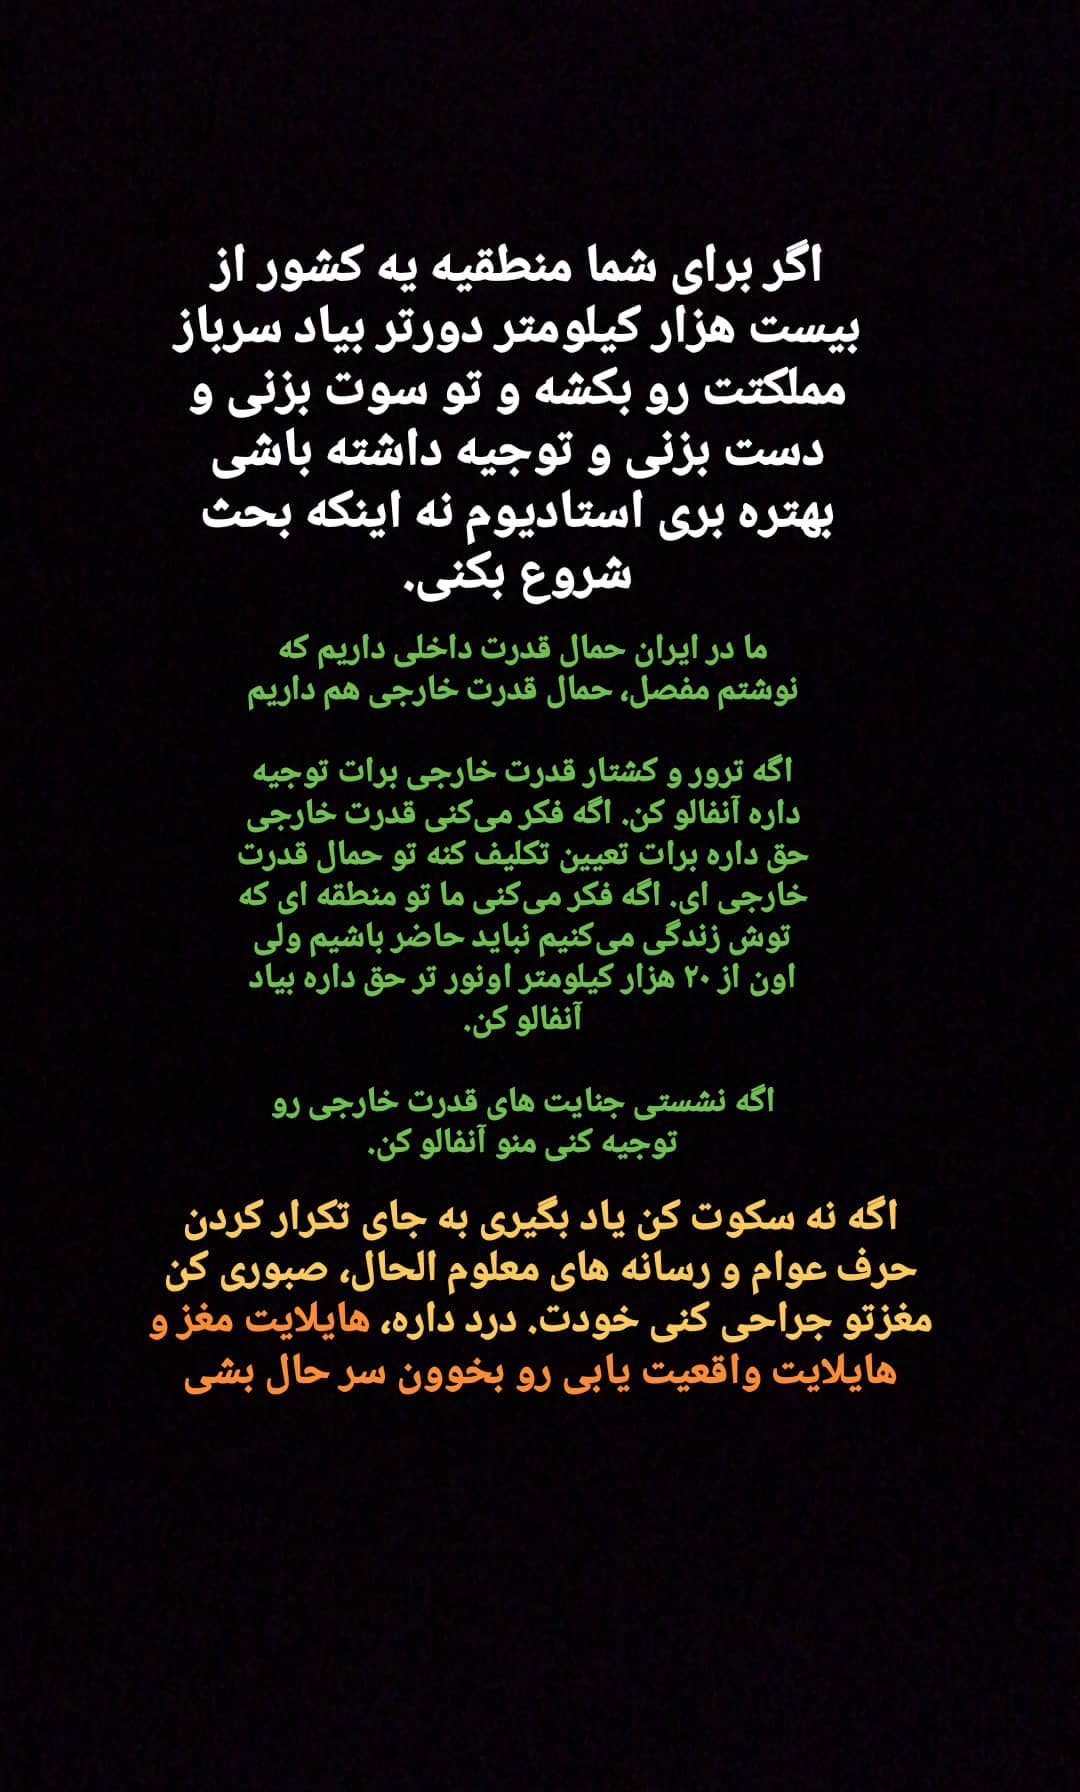 اگر برای شما منطقیه یه کشور از
بیست هزار کیلومتر دورتر بیاد سرباز
مملکتت رو بکشه و تو سوت بزنی و
دست بزنی و توجیه داشته باشی
بهتره بری استادیوم نه اینکه بحث
شروع بکنی.
ما در ایران حمال قدرت داخلی داریم که
نوشتم مفصل، حمال قدرت خارجی هم داریم
اگه ترور و کشتار قدرت خارجی برات توجیه
داره آنفالو کن. اگه فکر می‌کنی قدرت خارجی
حق داره برات تعیین تکلیف کنه تو حمال قدرت
خارجی ای. اگه فکر می‌کنی ما تو منطقه ای که
توش زندگی می‌کنیم نباید حاضر باشیم ولی
اون از ۲۰ هزار کیلومتر اونور تر حق داره بیاد
آنفالو کن.
اگه نشستی جنایت های قدرت خارجی رو
توجیه کنی منو آنفالو کن.
اگه نه سکوت کن یاد بگیری به جای تکرار کردن
حرف عوام و رسانه های معلوم الحال، صبوری کن
مغزتو جراحی کنی خودت. درد داره، هایلایت مغز و
هایلایت واقعیت یابی رو بخوون سر حال بشی